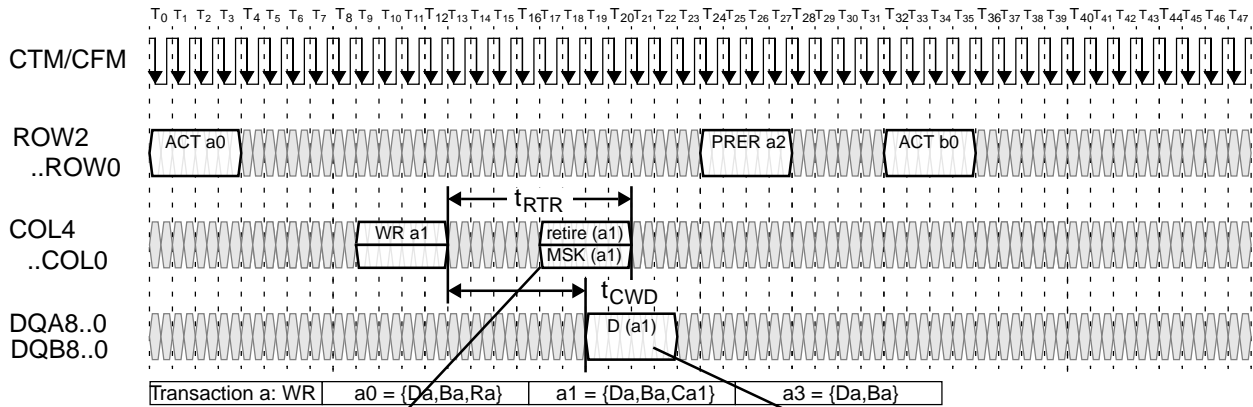 T0 T1 T2 T3 T4 T5 T6 T7 T8 T9 T10 T11 T12 T13 T14 T15 T16 T17 T18 T19 T20 T21 T22 T23 T24 T25 T26 T27 T28 T29 T30 T31 T32 T33 T34 T35 T36 T37 T38 T39 T40 T41 T42 T43 T44 T45 T46 T47
CTM/CFM
ROW2
..ROW0
ACT a0
PRER a2
ACT b0
tRTR
COL4
..COL0
WR a1
retire (a1)
MSK (a1)
tCWD
DQA8..0
DQB8..0
D (a1)
Transaction a: WR a0 = {Da,Ba,Ra} a1 = {Da,Ba,Ca1} a3 = {Da,Ba}